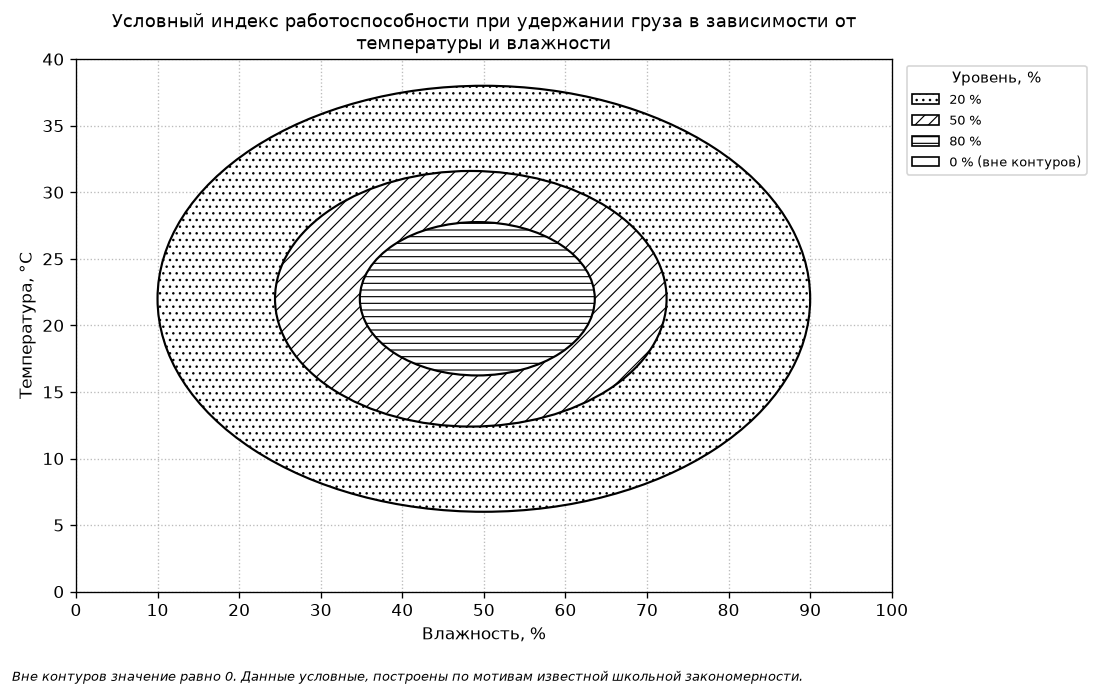 Условный индекс работоспособности при удержании груза в зависимости от
температуры и влажности
Температура, °C
40
35
30
25
20
15
10
5
0
0 10 20 30 40 50 60 70 80 90 100
Влажность, %
Уровень, %
20 %
50 %
80 %
0 % (вне контуров)
Вне контуров значение равно 0. Данные условные, построены по мотивам известной школьной закономерности.